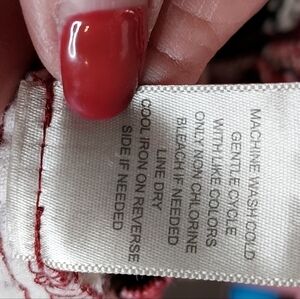 MACHINE WASH COLD
GENTLE CYCLE
WITH LIKE COLORS
ONLY NON CHLORINE
BLEACH IF NEEDED
LINE DRY
COOL IRON ON REVERSE
SIDE IF NEEDED